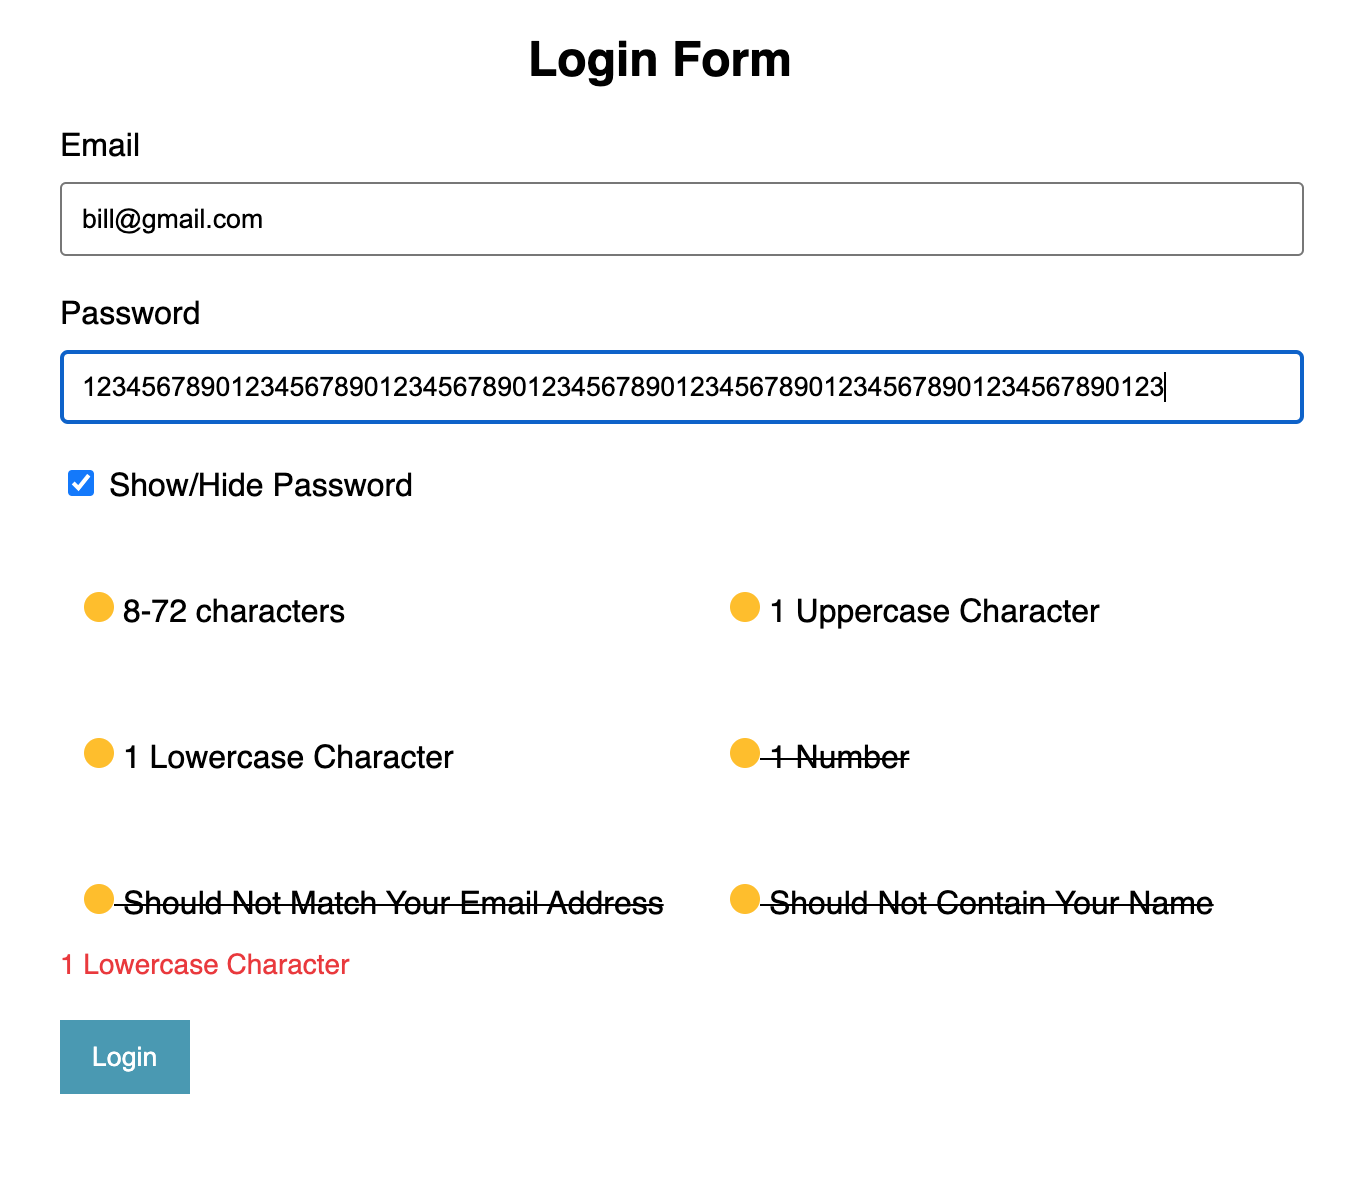 Login Form
Email
bill@gmail.com
Password
1234567890123456789012345678901234567890123456789012345678901234567890123
Show/Hide Password
8-72 characters
1 Uppercase Character
1 Lowercase Character
1 Number
Should Not Match Your Email Address
Should Not Contain Your Name
1 Lowercase Character
Login